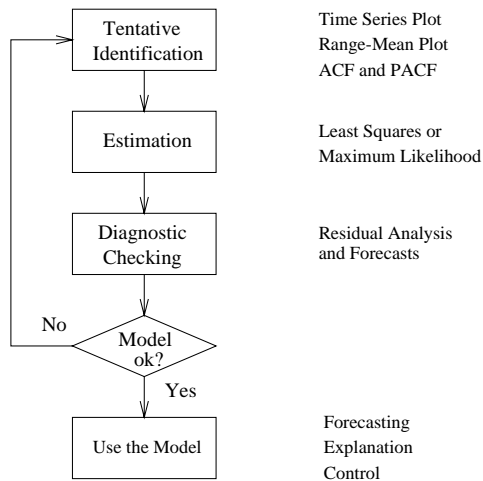 Tentative
Identification
Time Series Plot
Range-Mean Plot
ACF and PACF
Estimation
Least Squares or
Maximum Likelihood
Diagnostic
Checking
Residual Analysis
and Forecasts
No
Model
ok?
Yes
Use the Model
Forecasting
Explanation
Control